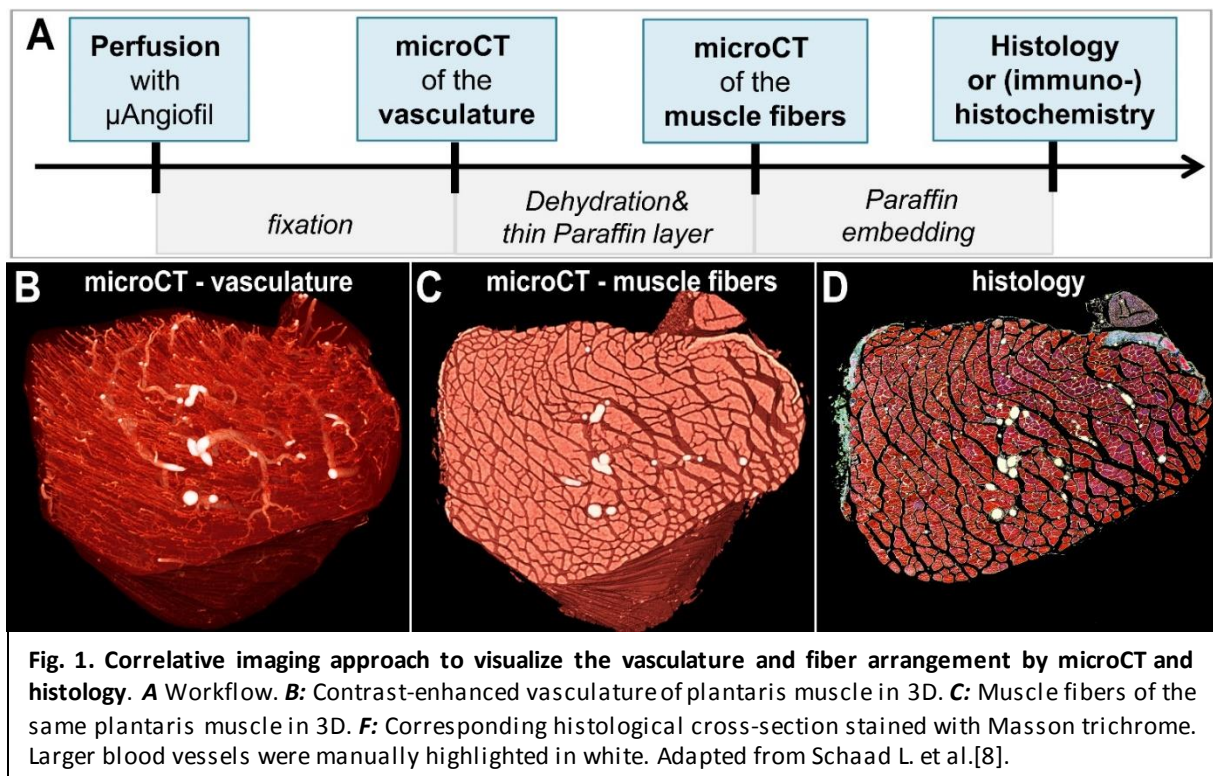 A
Perfusion
with
µAngiofil
microCT
of the
vasculature
microCT
of the
muscle fibers
Histology
or (immuno-)
histochemistry
fixation
Dehydration&
thin Paraffin layer
Paraffin
embedding
B microCT - vasculature
C microCT - muscle fibers
D histology
Fig. 1. Correlative imaging approach to visualize the vasculature and fiber arrangement by microCT and
histology. A Workflow. B: Contrast-enhanced vasculature of plantaris muscle in 3D. C: Muscle fibers of the
same plantaris muscle in 3D. F: Corresponding histological cross-section stained with Masson trichrome.
Larger blood vessels were manually highlighted in white. Adapted from Schaad L. et al.[8].